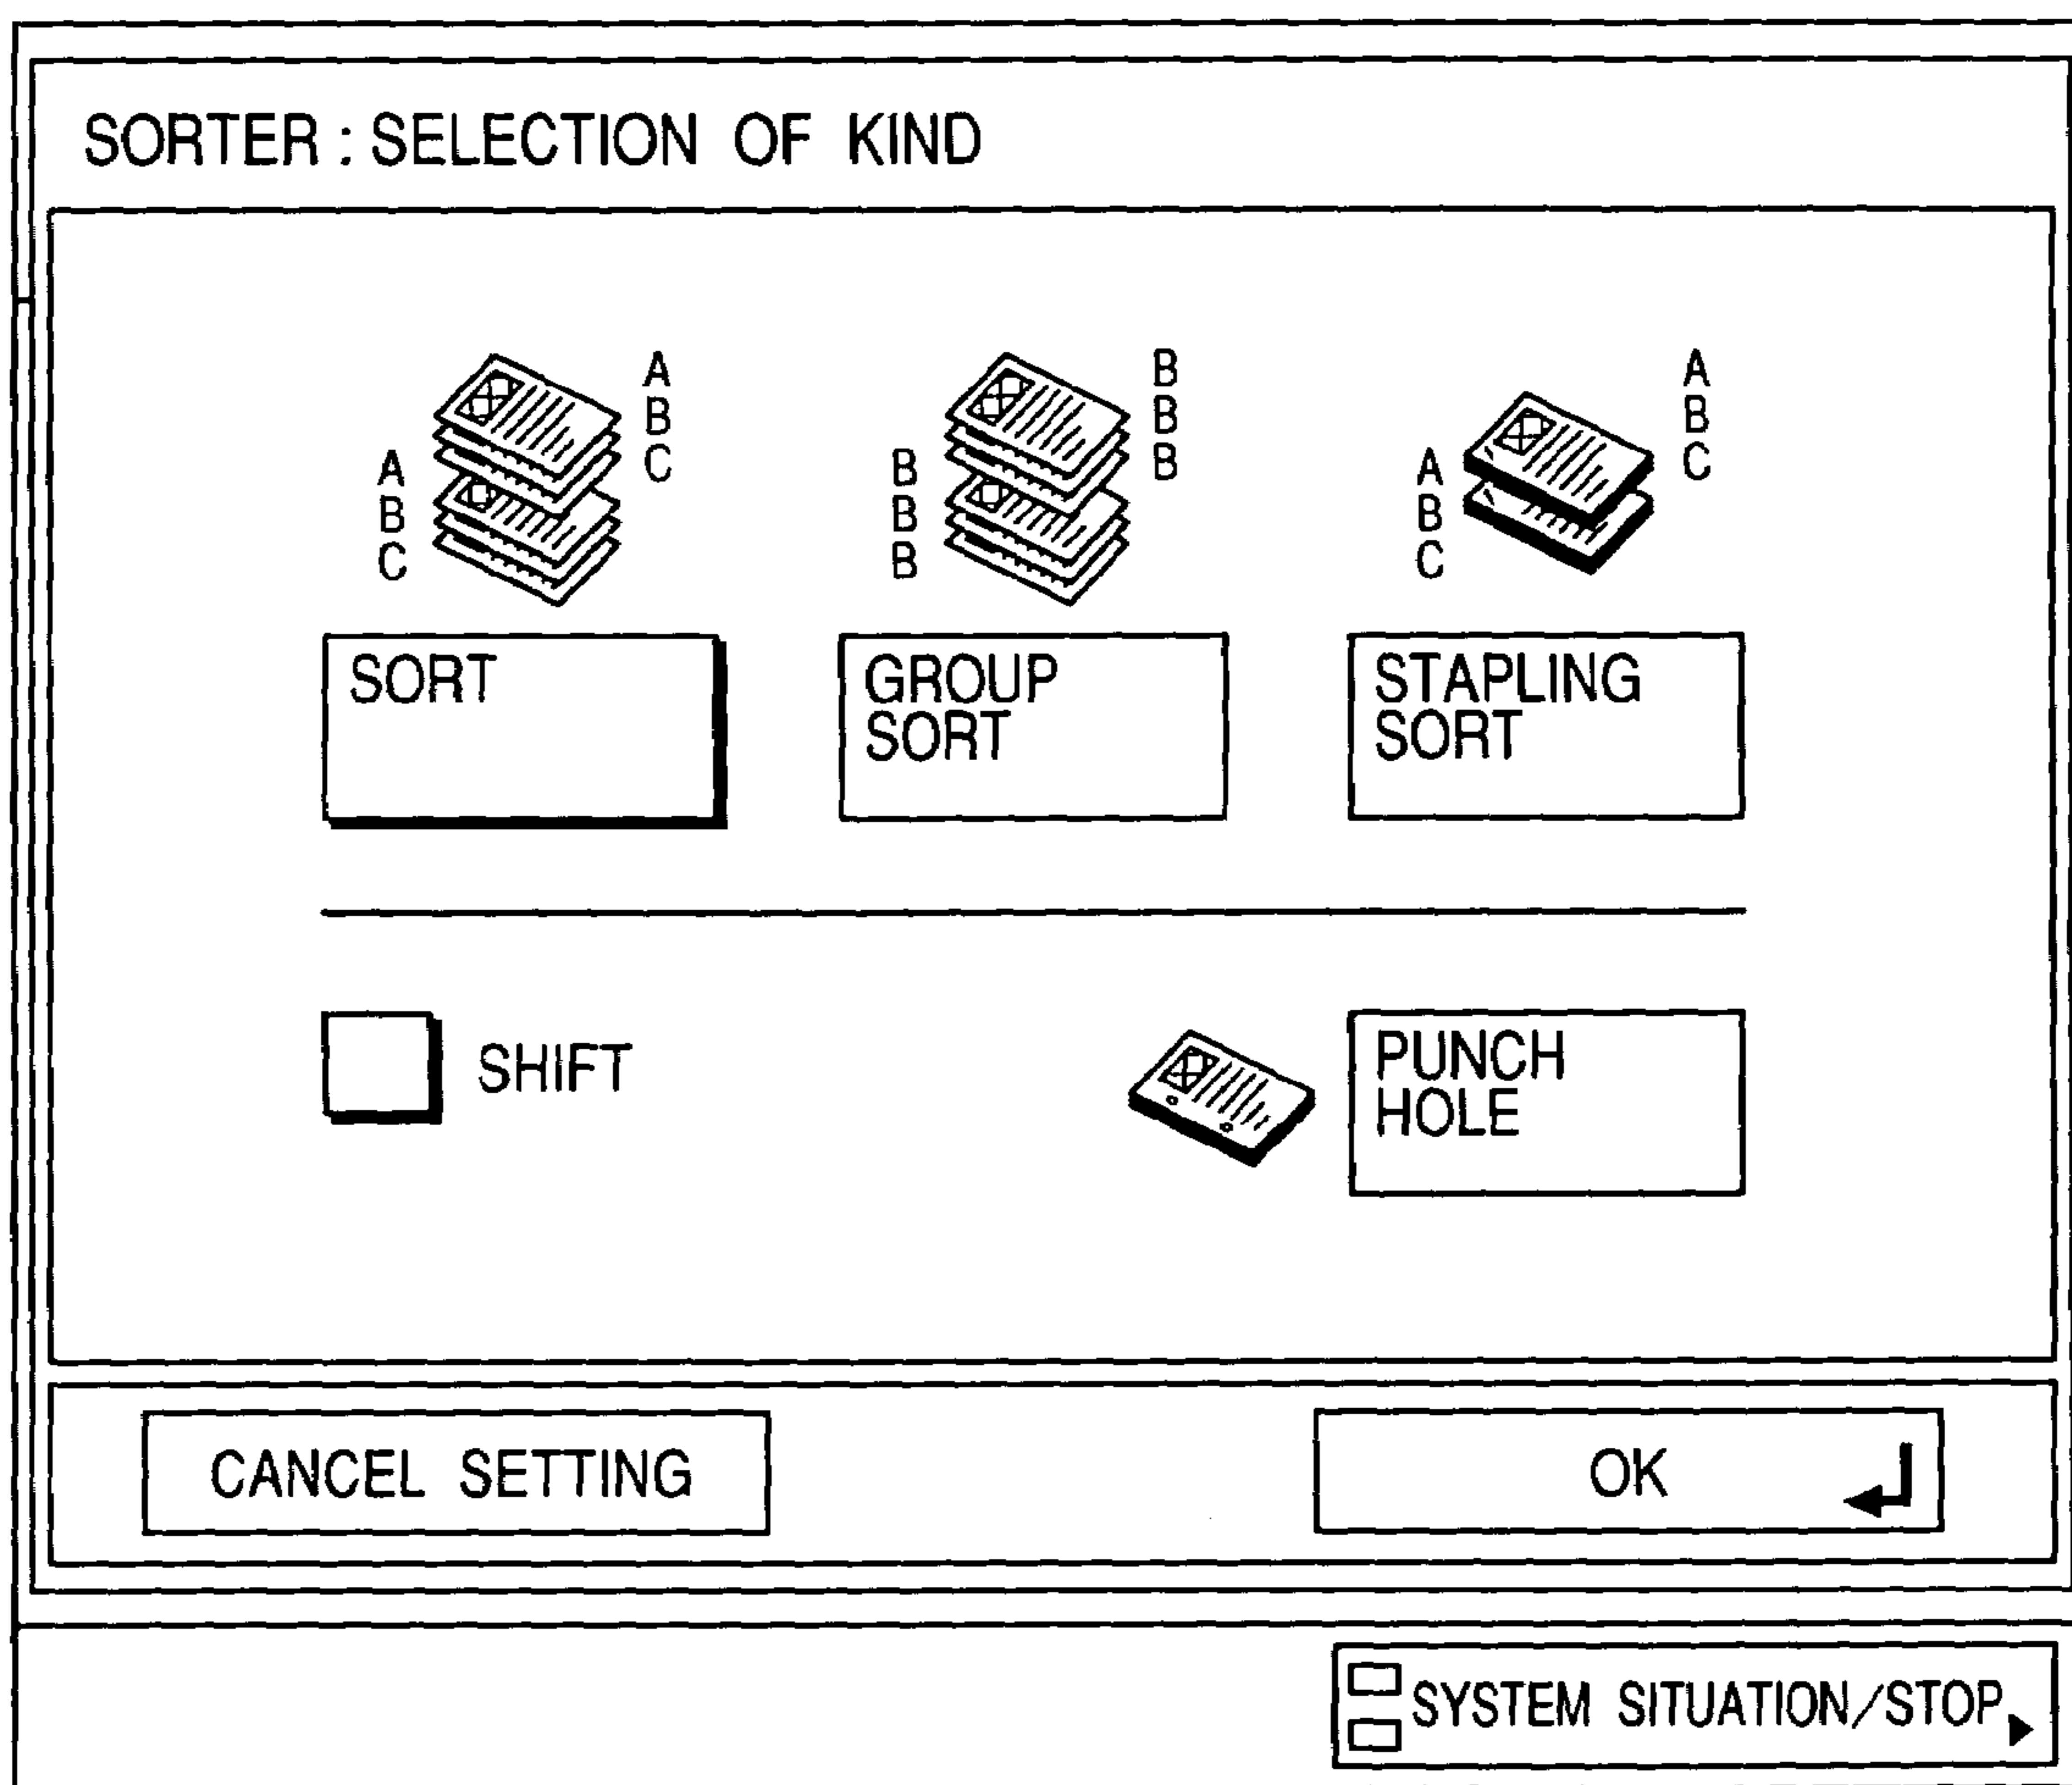 SORTER : SELECTION OF KIND
A
B
C
A
B
C
B
B
B
B
B
B
A
B
C
A
B
C
SORT
GROUP
SORT
STAPLING
SORT
SHIFT
PUNCH
HOLE
CANCEL SETTING
OK
SYSTEM SITUATION/STOP